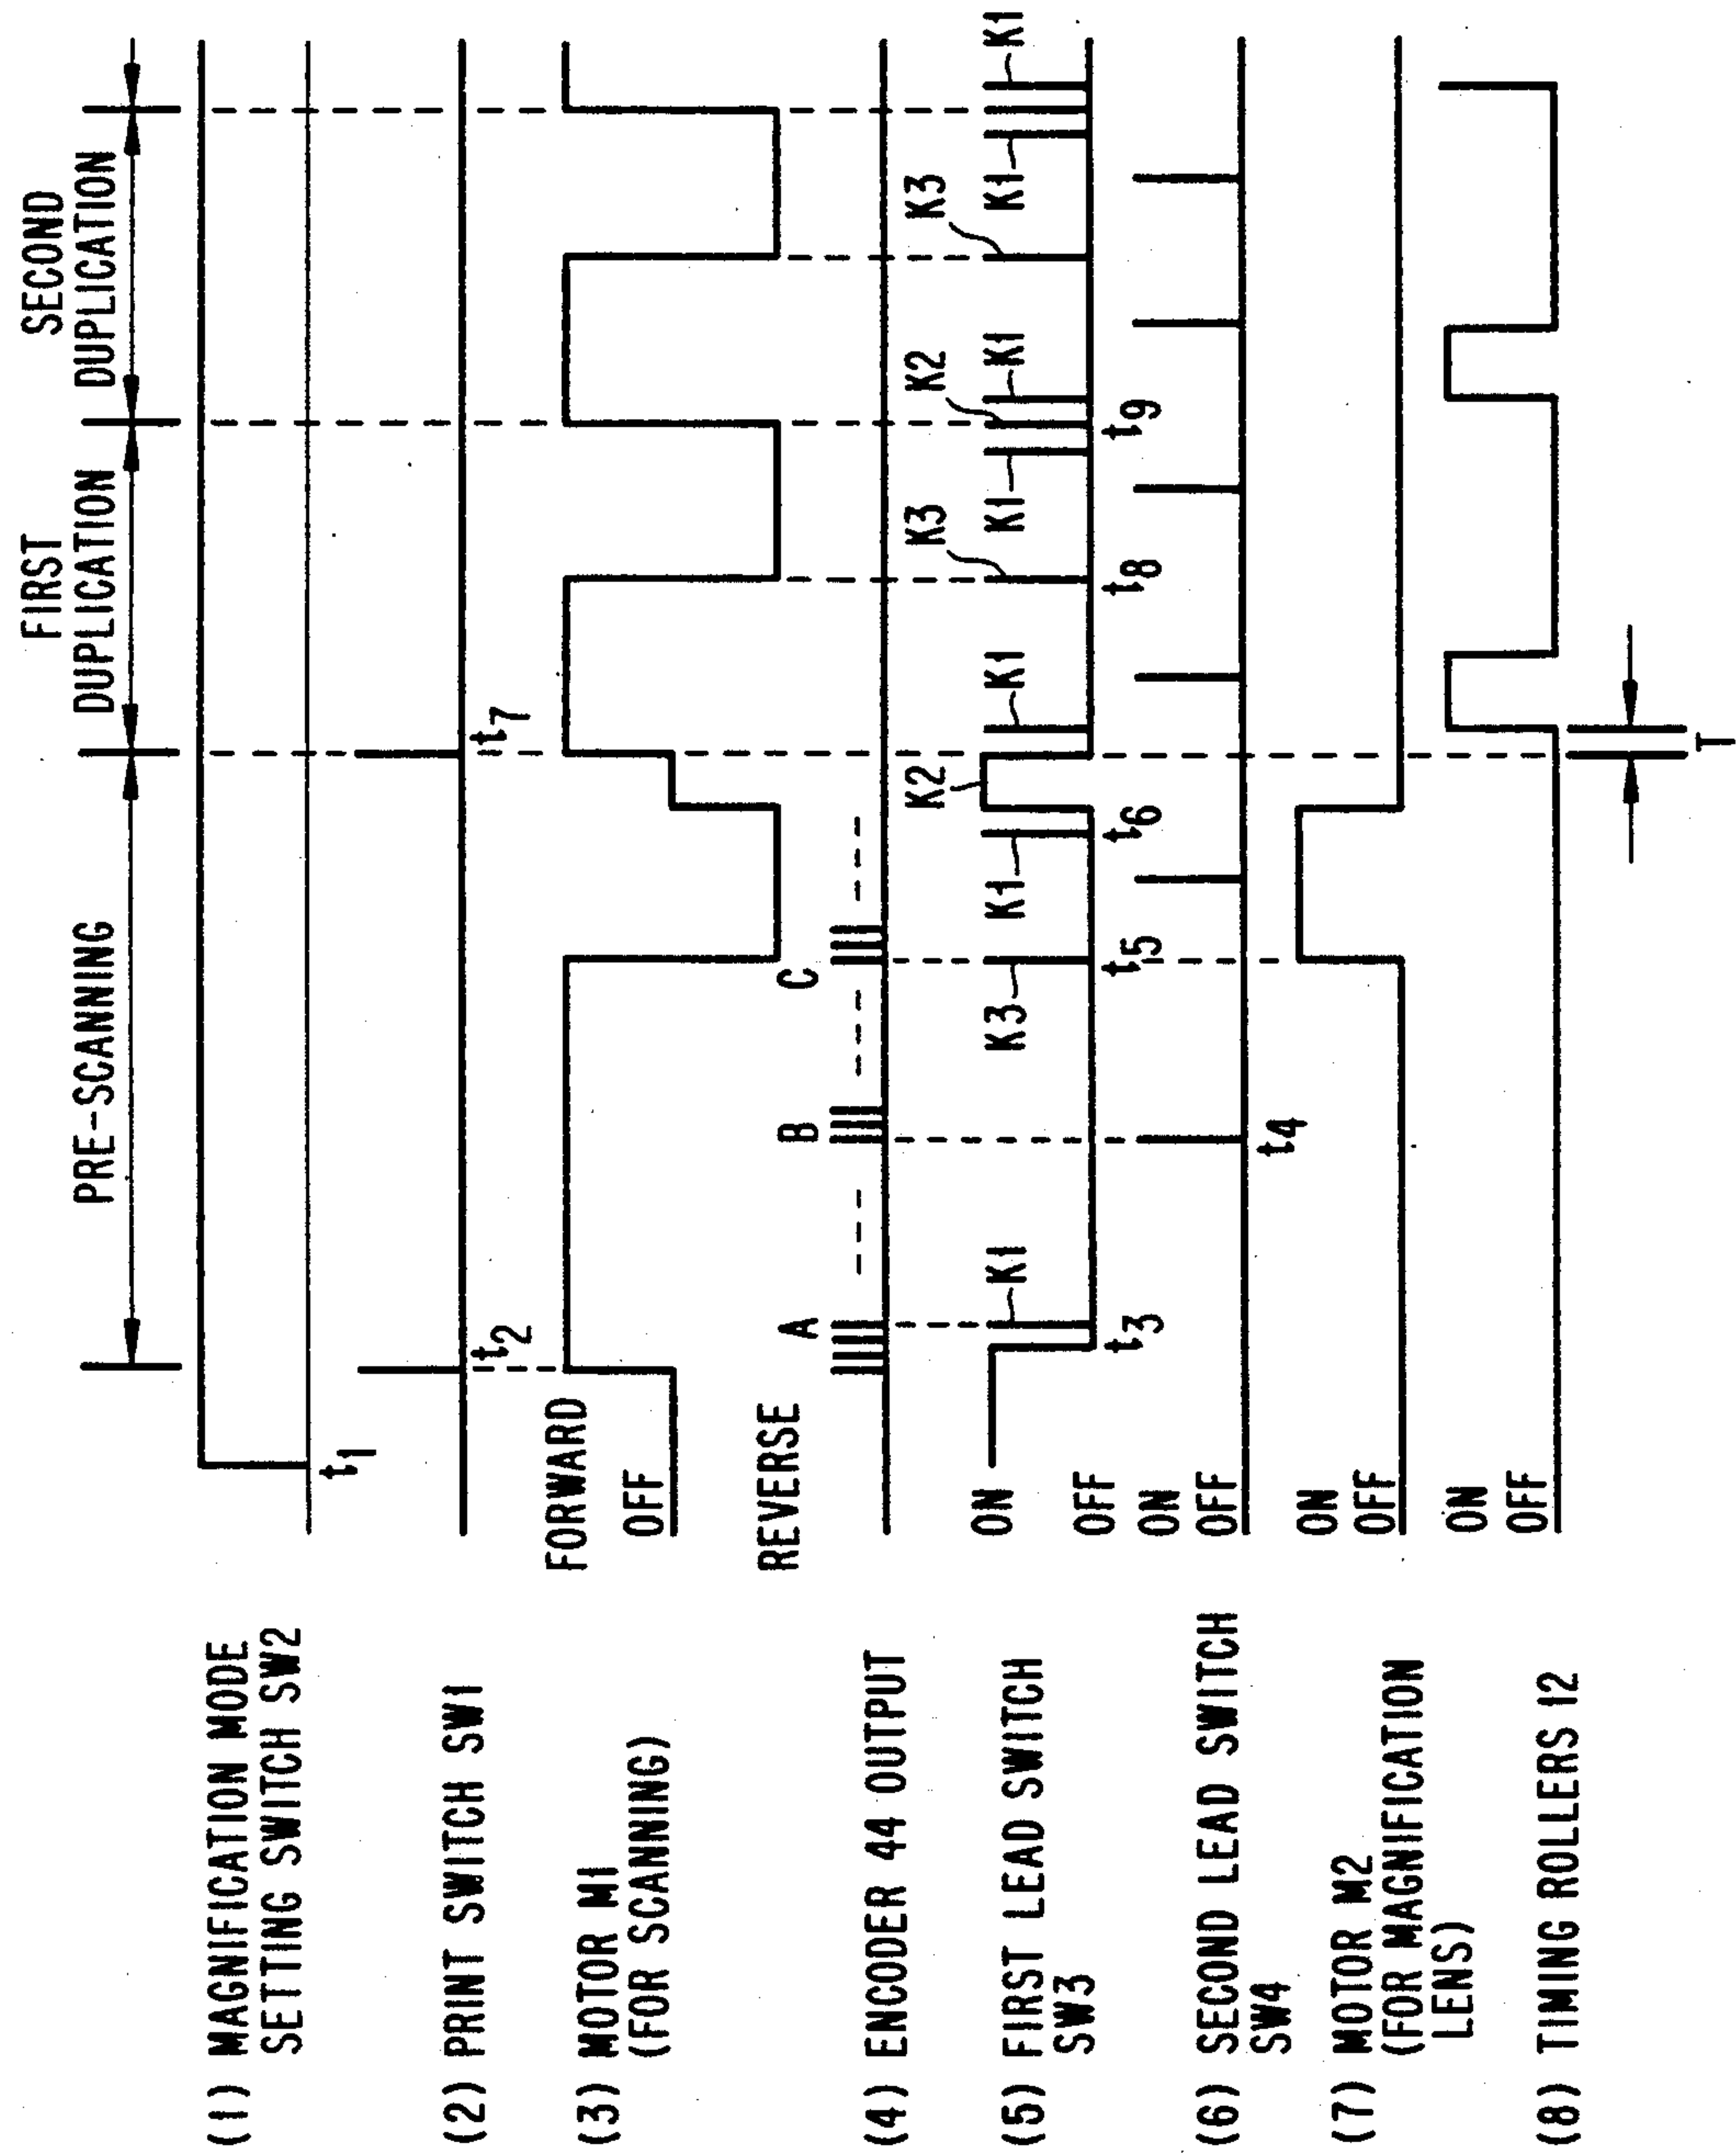 PRE-SCANNING
FIRST
DUPLICATION
SECOND
DUPLICATION
(1) MAGNIFICATION MODE
SETTING SWITCH SW2
t1
(2) PRINT SWITCH SW1
t2
t7
(3) MOTOR M1
(FOR SCANNING)
FORWARD
OFF
REVERSE
(4) ENCODER 44 OUTPUT
A
B
C
(5) FIRST LEAD SWITCH
SW3
ON
OFF
K1
K3
K1
K2
K1
K3
K1
K2
K1
K3
K1
K1
t3
t5
t6
t8
t9
(6) SECOND LEAD SWITCH
SW4
ON
OFF
t4
(7) MOTOR M2
(FOR MAGNIFICATION
LENS)
ON
OFF
(8) TIMING ROLLERS 12
ON
OFF
T